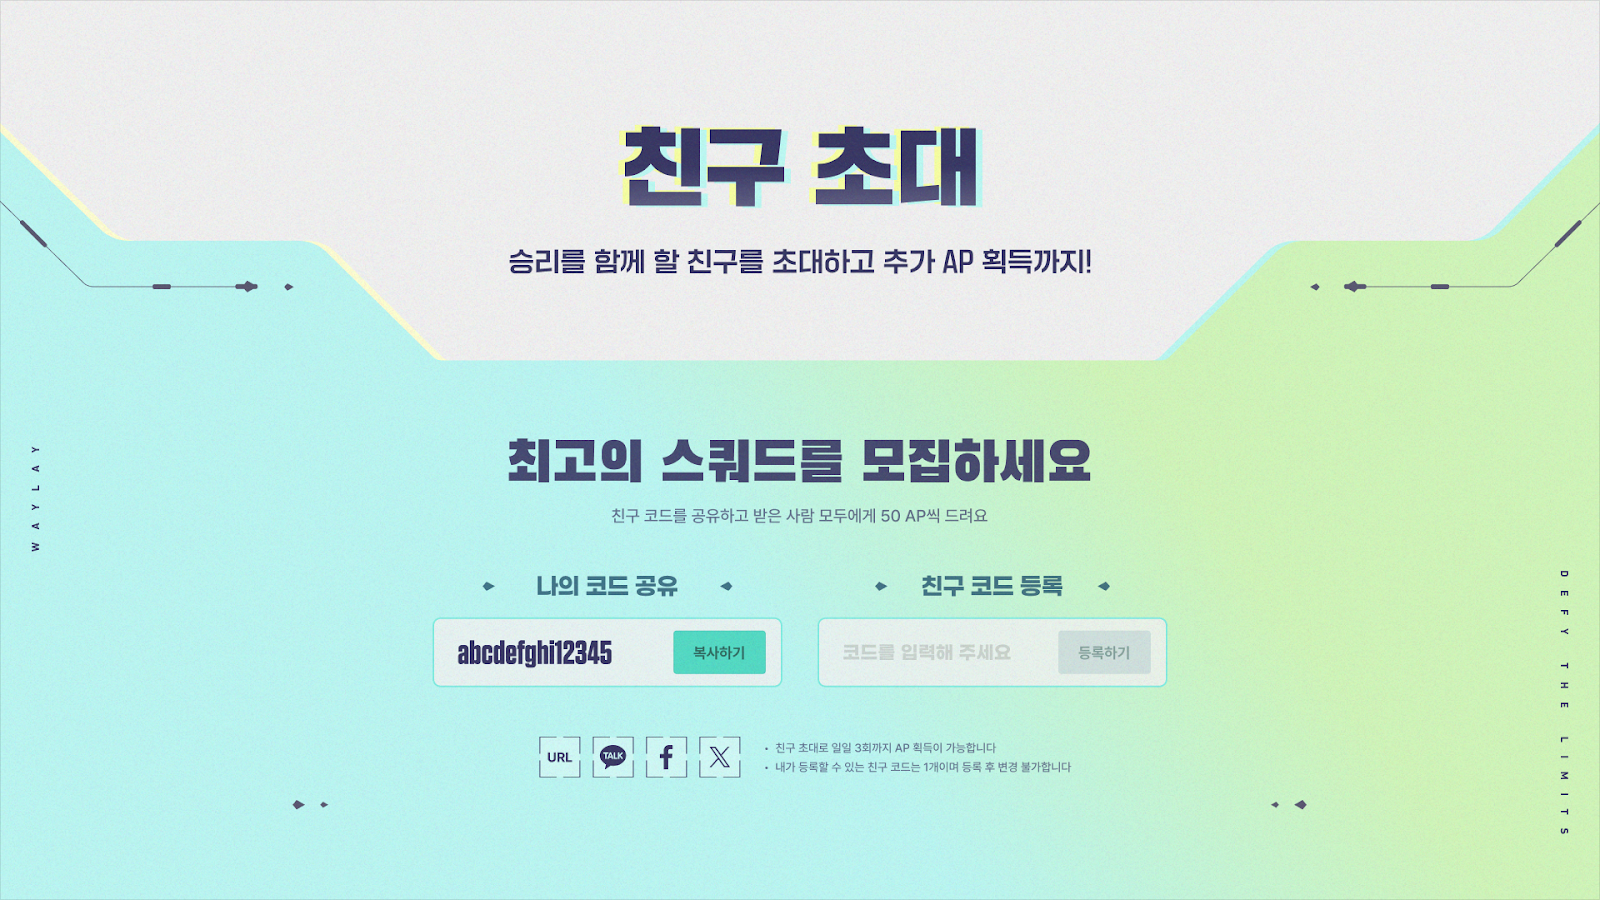 친구 초대
승리를 함께 할 친구를 초대하고 추가 AP 획득까지!
WAYLAY
최고의 스쿼드를 모집하세요
친구 코드를 공유하고 받은 사람 모두에게 50 AP씩 드려요
나의 코드 공유
abcdefghi12345
복사하기
친구 코드 등록
코드를 입력해 주세요
등록하기
URL
TALK
f
X
• 친구 초대로 일일 3회까지 AP 획득이 가능합니다
• 내가 등록할 수 있는 친구 코드는 1개이며 등록 후 변경 불가합니다
DEFY THE LIMITS